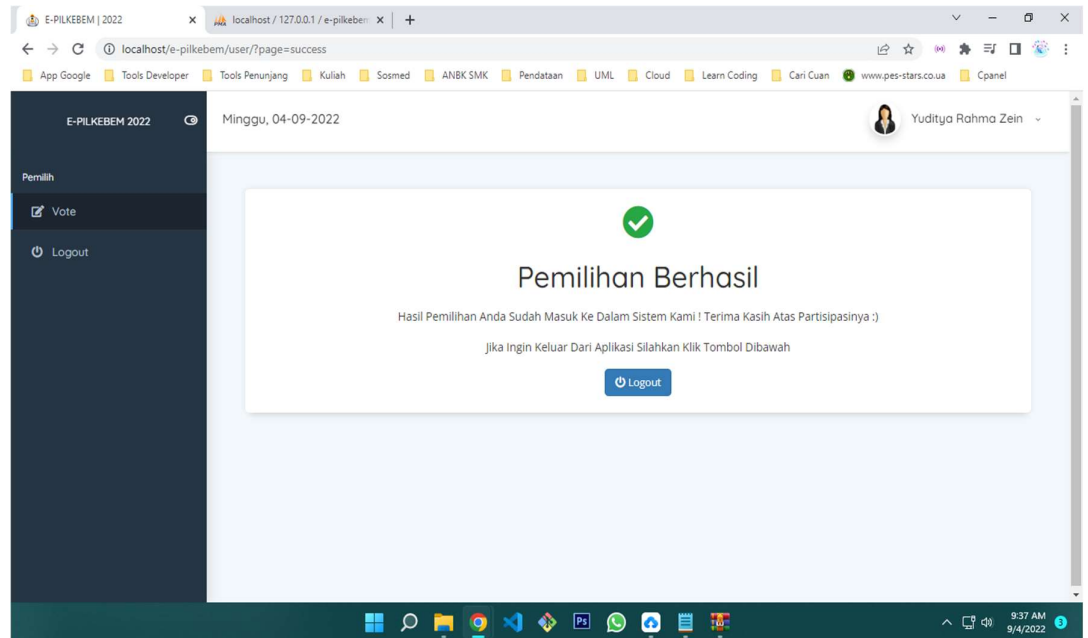 E-PILKEBEM | 2022
localhost / 127.0.0.1 / e-pilkebem
localhost/e-pilkebem/user/?page=success
App Google Tools Developer Tools Penunjang Kuliah Sosmed ANBK SMK Pendataan UML Cloud Learn Coding Cari Cuan www.pes-stars.co.ua Cpanel
E-PILKEBEM 2022
Minggu, 04-09-2022
Yuditya Rahma Zein
Pemilih
Vote
Logout
Pemilihan Berhasil
Hasil Pemilihan Anda Sudah Masuk Ke Dalam Sistem Kami ! Terima Kasih Atas Partisipasinya :)
Jika Ingin Keluar Dari Aplikasi Silahkan Klik Tombol Dibawah
Logout
Ps
9:37 AM
9/4/2022
3